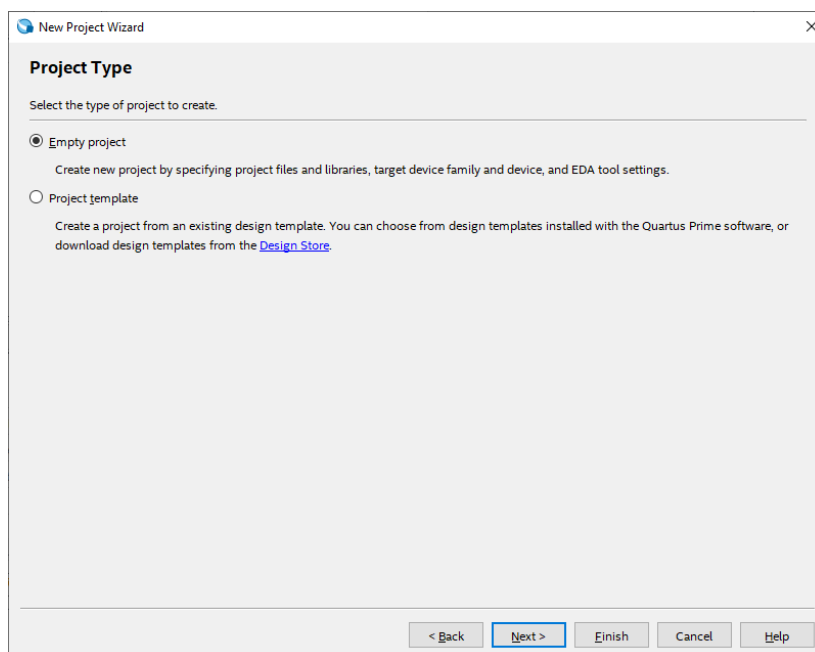 New Project Wizard
Project Type
Select the type of project to create.
Empty project
Create new project by specifying project files and libraries, target device family and device, and EDA tool settings.
Project template
Create a project from an existing design template. You can choose from design templates installed with the Quartus Prime software, or
download design templates from the Design Store.
< Back Next > Finish Cancel Help